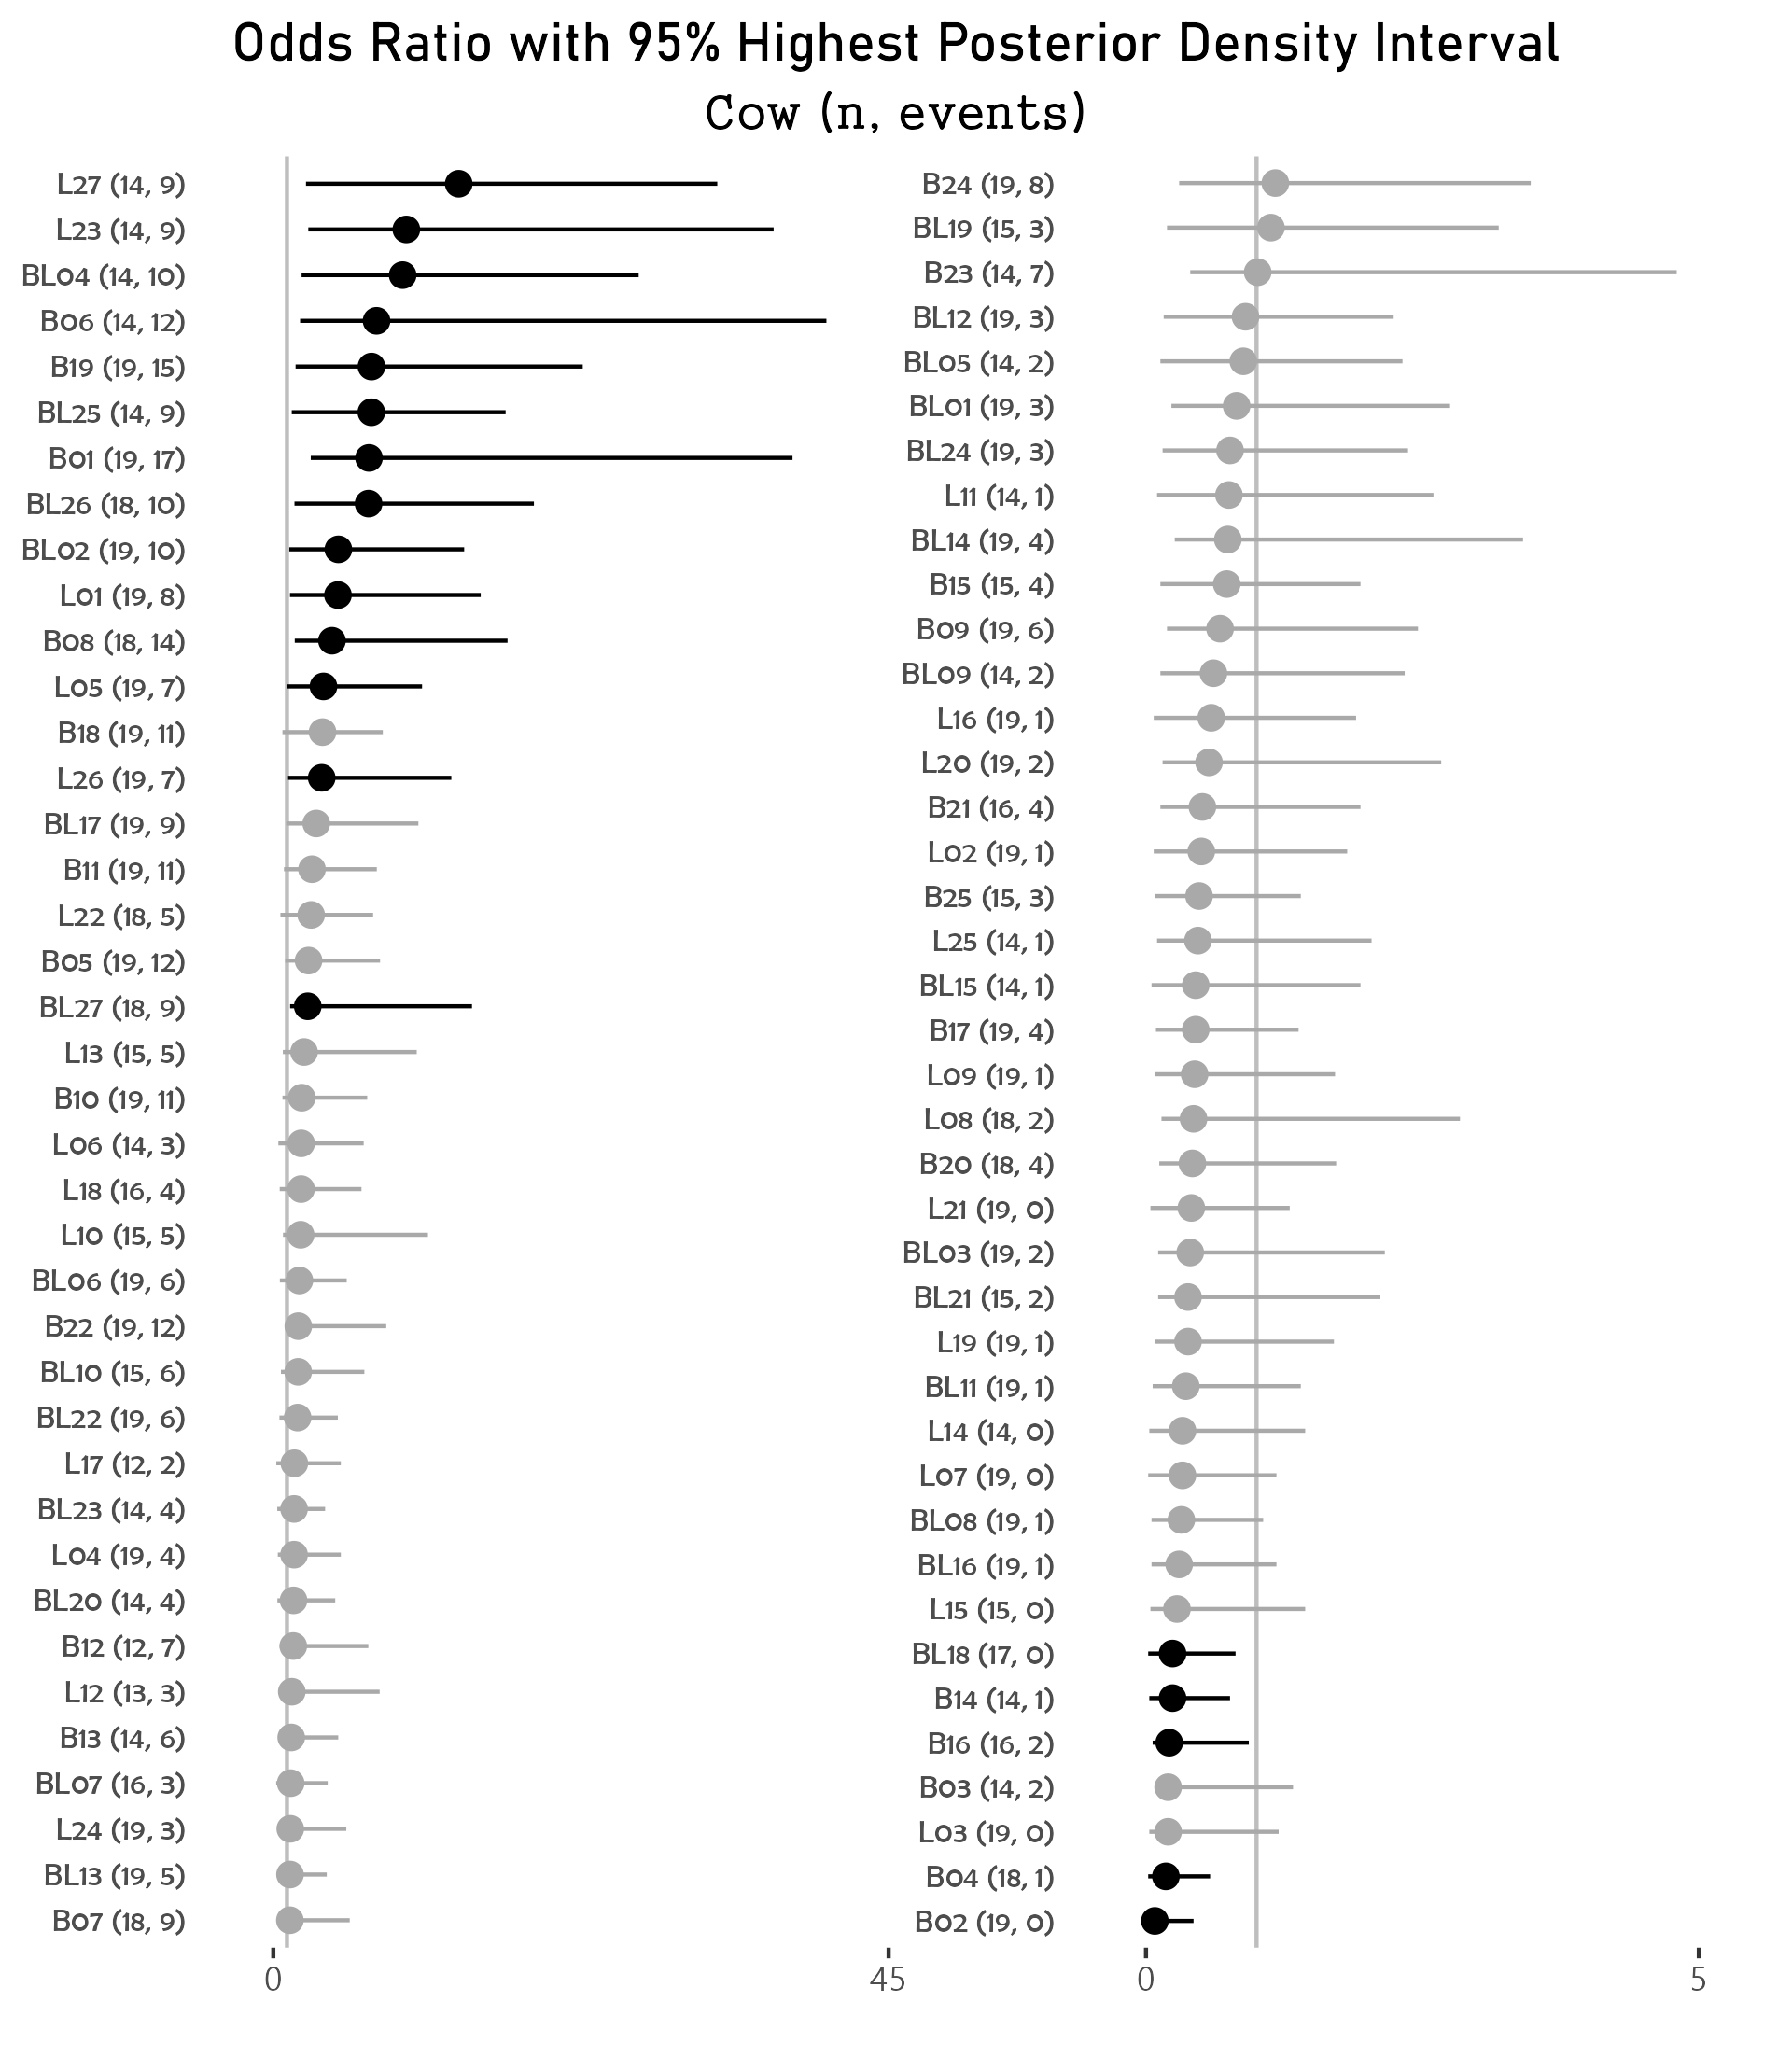 Odds Ratio with 95% Highest Posterior Density Interval
Cow (n, events)
L27 (14, 9)
L23 (14, 9)
BL04 (14, 10)
B06 (14, 12)
B19 (19, 15)
BL25 (14, 9)
B01 (19, 17)
BL26 (18, 10)
BL02 (19, 10)
L01 (19, 8)
B08 (18, 14)
L05 (19, 7)
B18 (19, 11)
L26 (19, 7)
BL17 (19, 9)
B11 (19, 11)
L22 (18, 5)
B05 (19, 12)
BL27 (18, 9)
L13 (15, 5)
B10 (19, 11)
L06 (14, 3)
L18 (16, 4)
L10 (15, 5)
BL06 (19, 6)
B22 (19, 12)
BL10 (15, 6)
BL22 (19, 6)
L17 (12, 2)
BL23 (14, 4)
L04 (19, 4)
BL20 (14, 4)
B12 (12, 7)
L12 (13, 3)
B13 (14, 6)
BL07 (16, 3)
L24 (19, 3)
BL13 (19, 5)
B07 (18, 9)
0 45
B24 (19, 8)
BL19 (15, 3)
B23 (14, 7)
BL12 (19, 3)
BL05 (14, 2)
BL01 (19, 3)
BL24 (19, 3)
L11 (14, 1)
BL14 (19, 4)
B15 (15, 4)
B09 (19, 6)
BL09 (14, 2)
L16 (19, 1)
L20 (19, 2)
B21 (16, 4)
L02 (19, 1)
B25 (15, 3)
L25 (14, 1)
BL15 (14, 1)
B17 (19, 4)
L09 (19, 1)
L08 (18, 2)
B20 (18, 4)
L21 (19, 0)
BL03 (19, 2)
BL21 (15, 2)
L19 (19, 1)
BL11 (19, 1)
L14 (14, 0)
L07 (19, 0)
BL08 (19, 1)
BL16 (19, 1)
L15 (15, 0)
BL18 (17, 0)
B14 (14, 1)
B16 (16, 2)
B03 (14, 2)
L03 (19, 0)
B04 (18, 1)
B02 (19, 0)
0 5